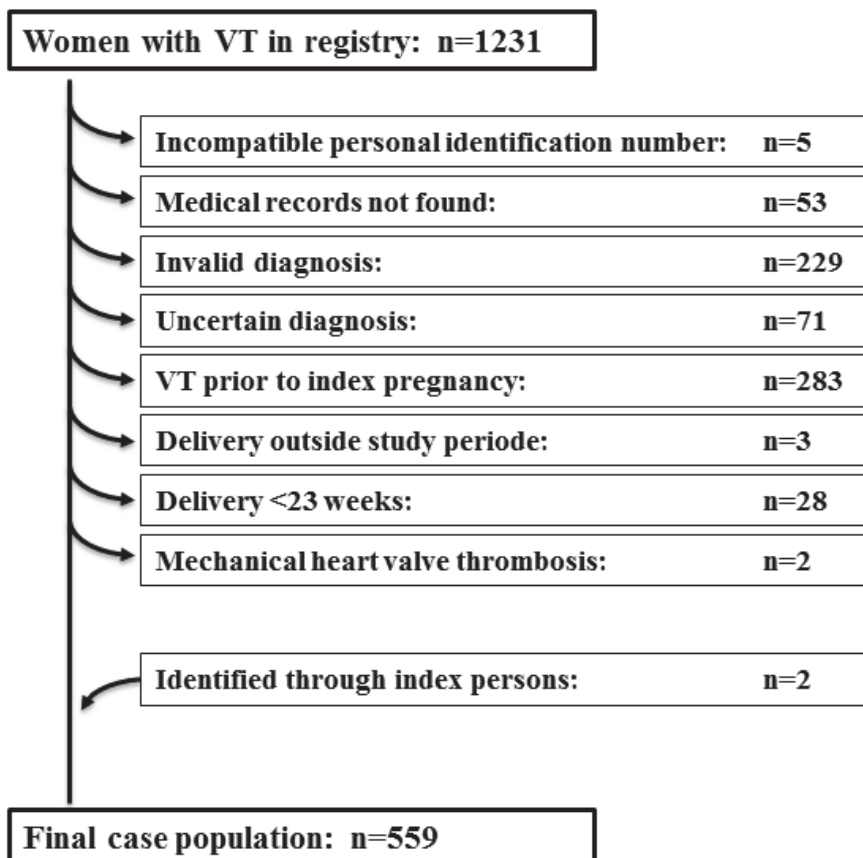 Women with VT in registry: n=1231
Incompatible personal identification number: n=5
Medical records not found: n=53
Invalid diagnosis: n=229
Uncertain diagnosis: n=71
VT prior to index pregnancy: n=283
Delivery outside study periode: n=3
Delivery <23 weeks: n=28
Mechanical heart valve thrombosis: n=2
Identified through index persons: n=2
Final case population: n=559